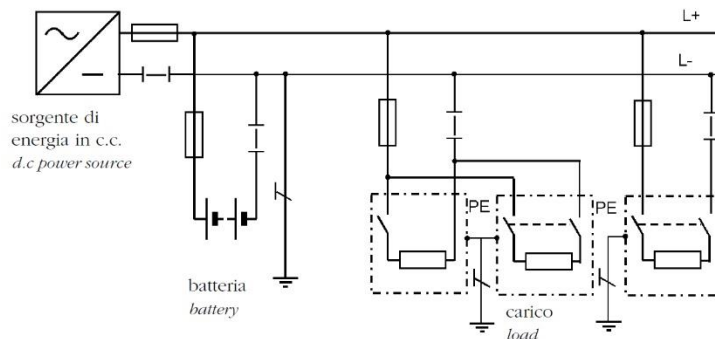 L+
L-
sorgente di
energia in c.c.
d.c power source
PE
PE
batteria
battery
carico
load